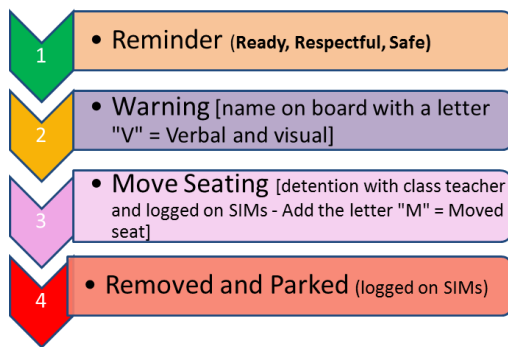 1
• Reminder (Ready, Respectful, Safe)
2
• Warning [name on board with a letter
"V" = Verbal and visual]
3
• Move Seating [detention with class teacher
and logged on SIMs - Add the letter "M" = Moved
seat]
4
• Removed and Parked (logged on SIMs)